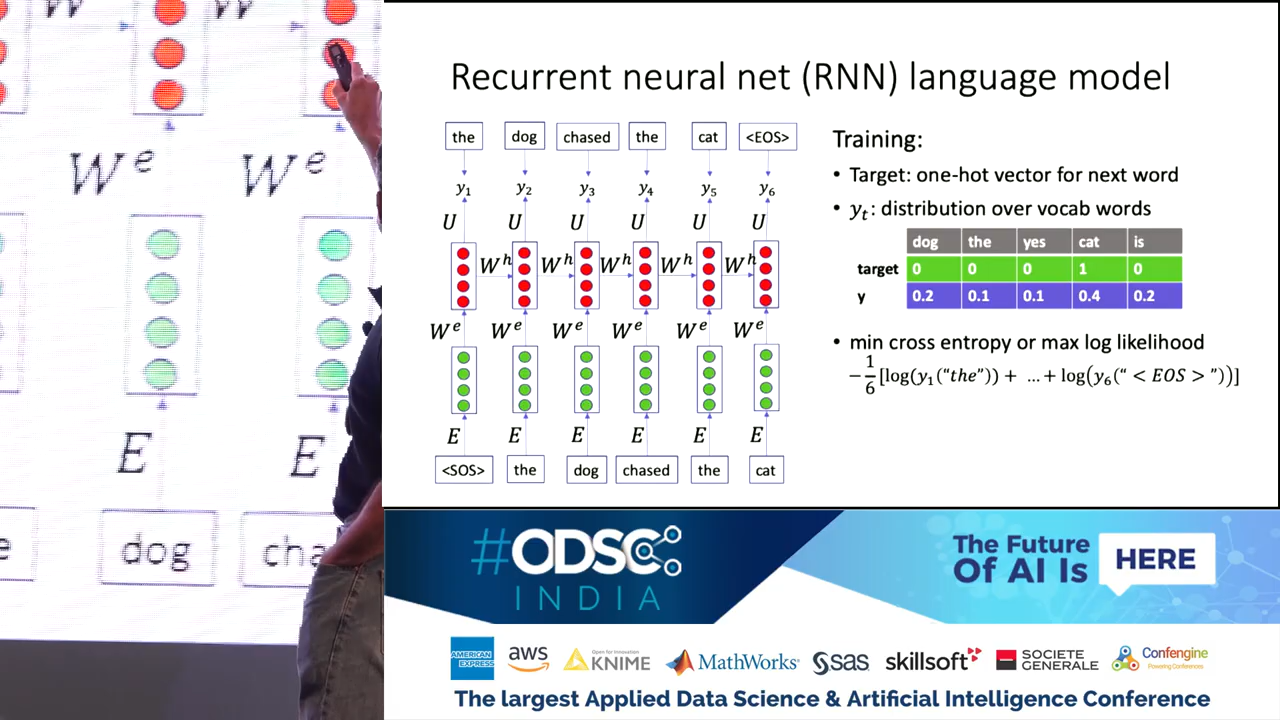 W^e W^e
E E
dog
Recurrent neural net (RNN) language model
the dog chased the cat <EOS>
y₁ y₂ y₃ y₄ y₅ y₆
U U U U U U
Wʰ Wʰ Wʰ Wʰ Wʰ
Wᵉ Wᵉ Wᵉ Wᵉ Wᵉ Wᵉ
E E E E E E
<SOS> the dog chased the cat
Training:
• Target: one-hot vector for next word
• yₜ : distribution over vocab words
dog the yes cat is
target 0 0 0 1 0
y 0.2 0.1 0.1 0.4 0.2
• min cross entropy or max log likelihood
−1/6[log(y₁(“the”)) + …+ log(y₆(“ < EOS > ”))]
#ODSC
INDIA
The Future
Of AI Is HERE
AMERICAN EXPRESS
aws
Open for Innovation
KNIME
MathWorks®
sas
skillsoft
SOCIETE GENERALE
Confengine
Powering Conferences
The largest Applied Data Science & Artificial Intelligence Conference